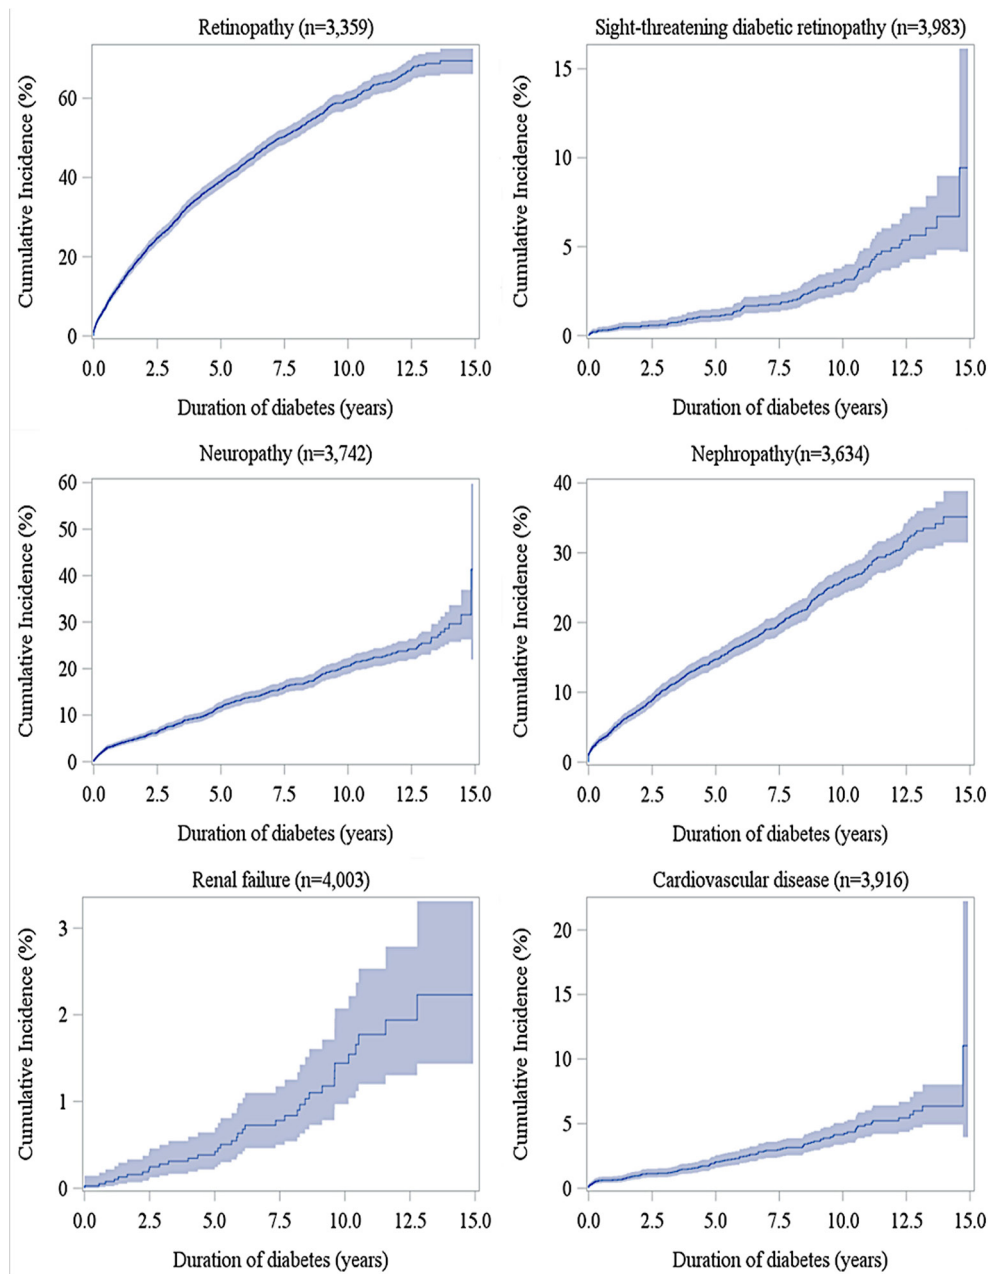 Retinopathy (n=3,359)
Cumulative Incidence (%)
60
40
20
0
0.0 2.5 5.0 7.5 10.0 12.5 15.0
Duration of diabetes (years)
Sight-threatening diabetic retinopathy (n=3,983)
Cumulative Incidence (%)
15
10
5
0
0.0 2.5 5.0 7.5 10.0 12.5 15.0
Duration of diabetes (years)
Neuropathy (n=3,742)
Cumulative Incidence (%)
60
50
40
30
20
10
0
0.0 2.5 5.0 7.5 10.0 12.5 15.0
Duration of diabetes (years)
Nephropathy(n=3,634)
Cumulative Incidence (%)
40
30
20
10
0
0.0 2.5 5.0 7.5 10.0 12.5 15.0
Duration of diabetes (years)
Renal failure (n=4,003)
Cumulative Incidence (%)
3
2
1
0
0.0 2.5 5.0 7.5 10.0 12.5 15.0
Duration of diabetes (years)
Cardiovascular disease (n=3,916)
Cumulative Incidence (%)
20
15
10
5
0
0.0 2.5 5.0 7.5 10.0 12.5 15.0
Duration of diabetes (years)